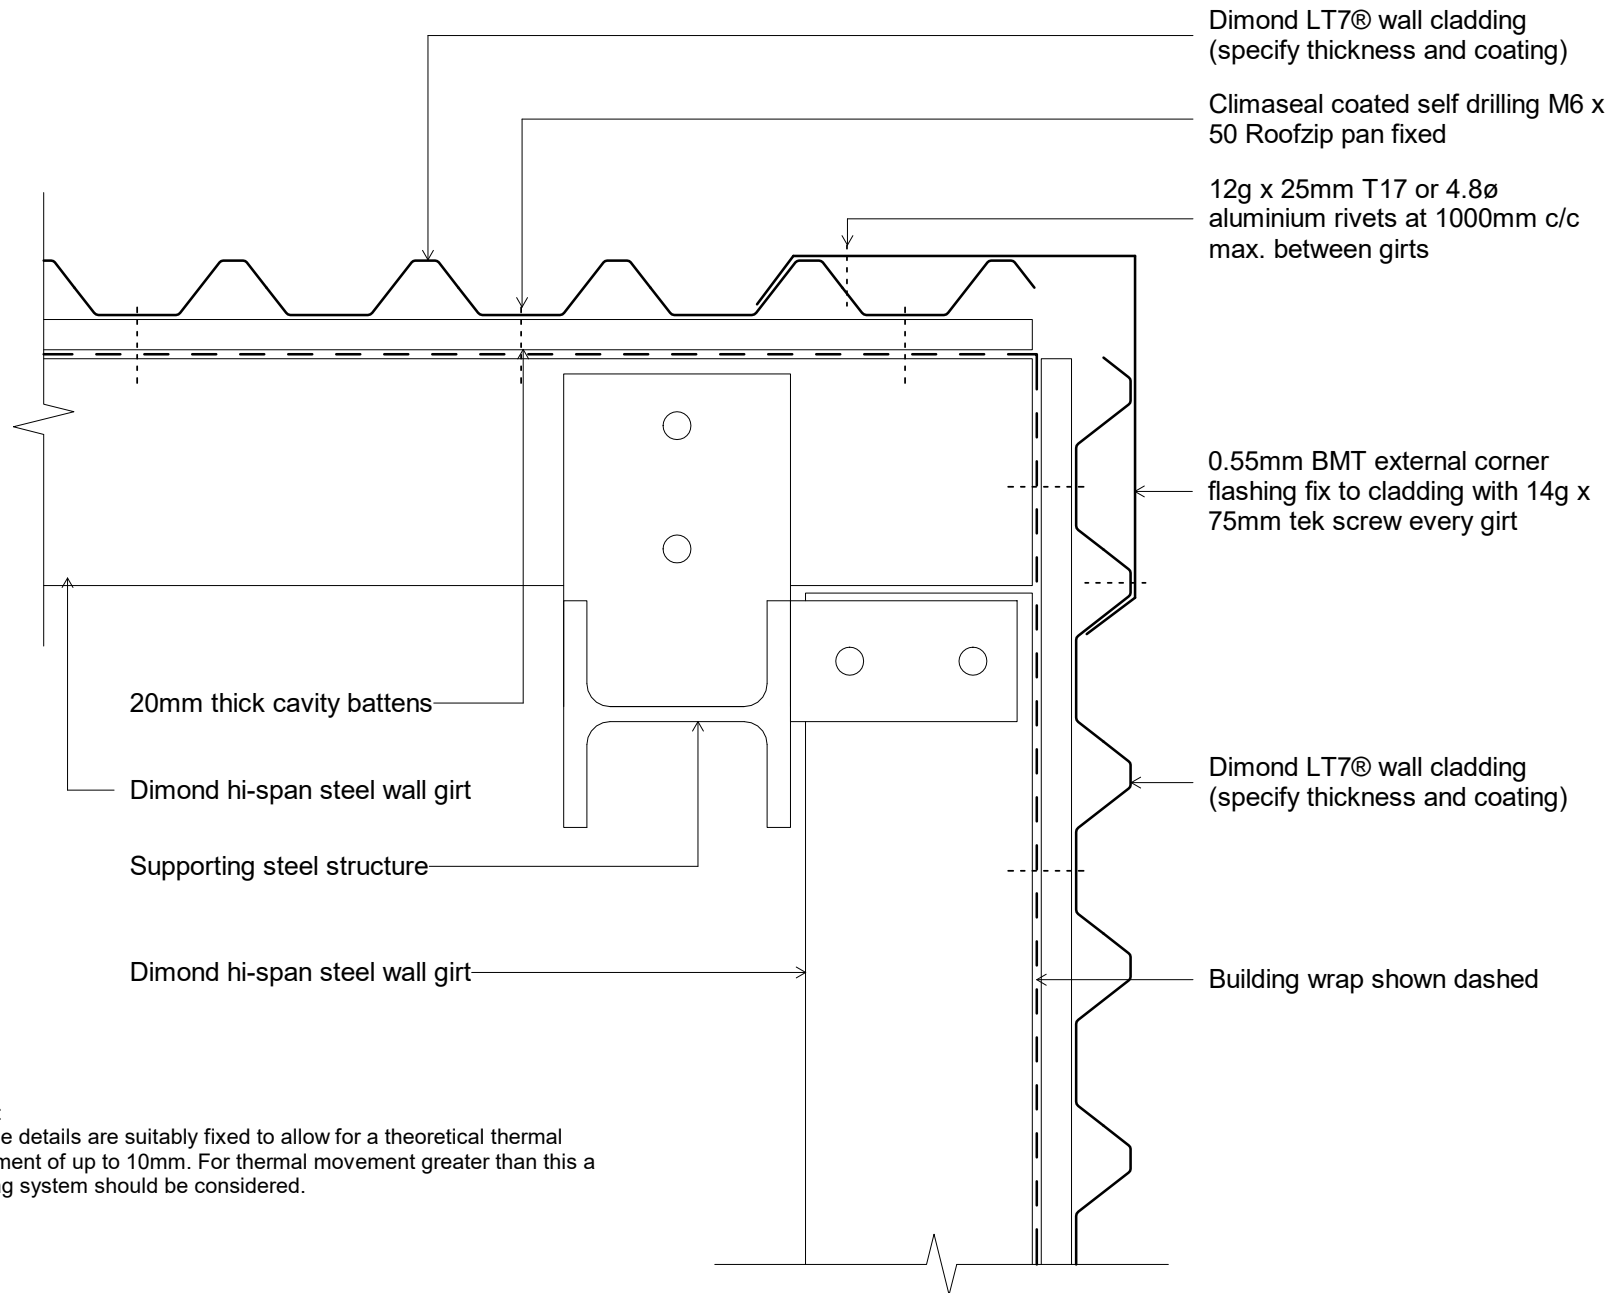 Dimond LT7® wall cladding
(specify thickness and coating)
Climaseal coated self drilling M6 x
50 Roofzip pan fixed
12g x 25mm T17 or 4.8ø
aluminium rivets at 1000mm c/c
max. between girts
0.55mm BMT external corner
flashing fix to cladding with 14g x
75mm tek screw every girt
20mm thick cavity battens
Dimond LT7® wall cladding
(specify thickness and coating)
Dimond hi-span steel wall girt
Supporting steel structure
Dimond hi-span steel wall girt
Building wrap shown dashed
details are suitably fixed to allow for a theoretical thermal
of up to 10mm. For thermal movement greater than this a
system should be considered.